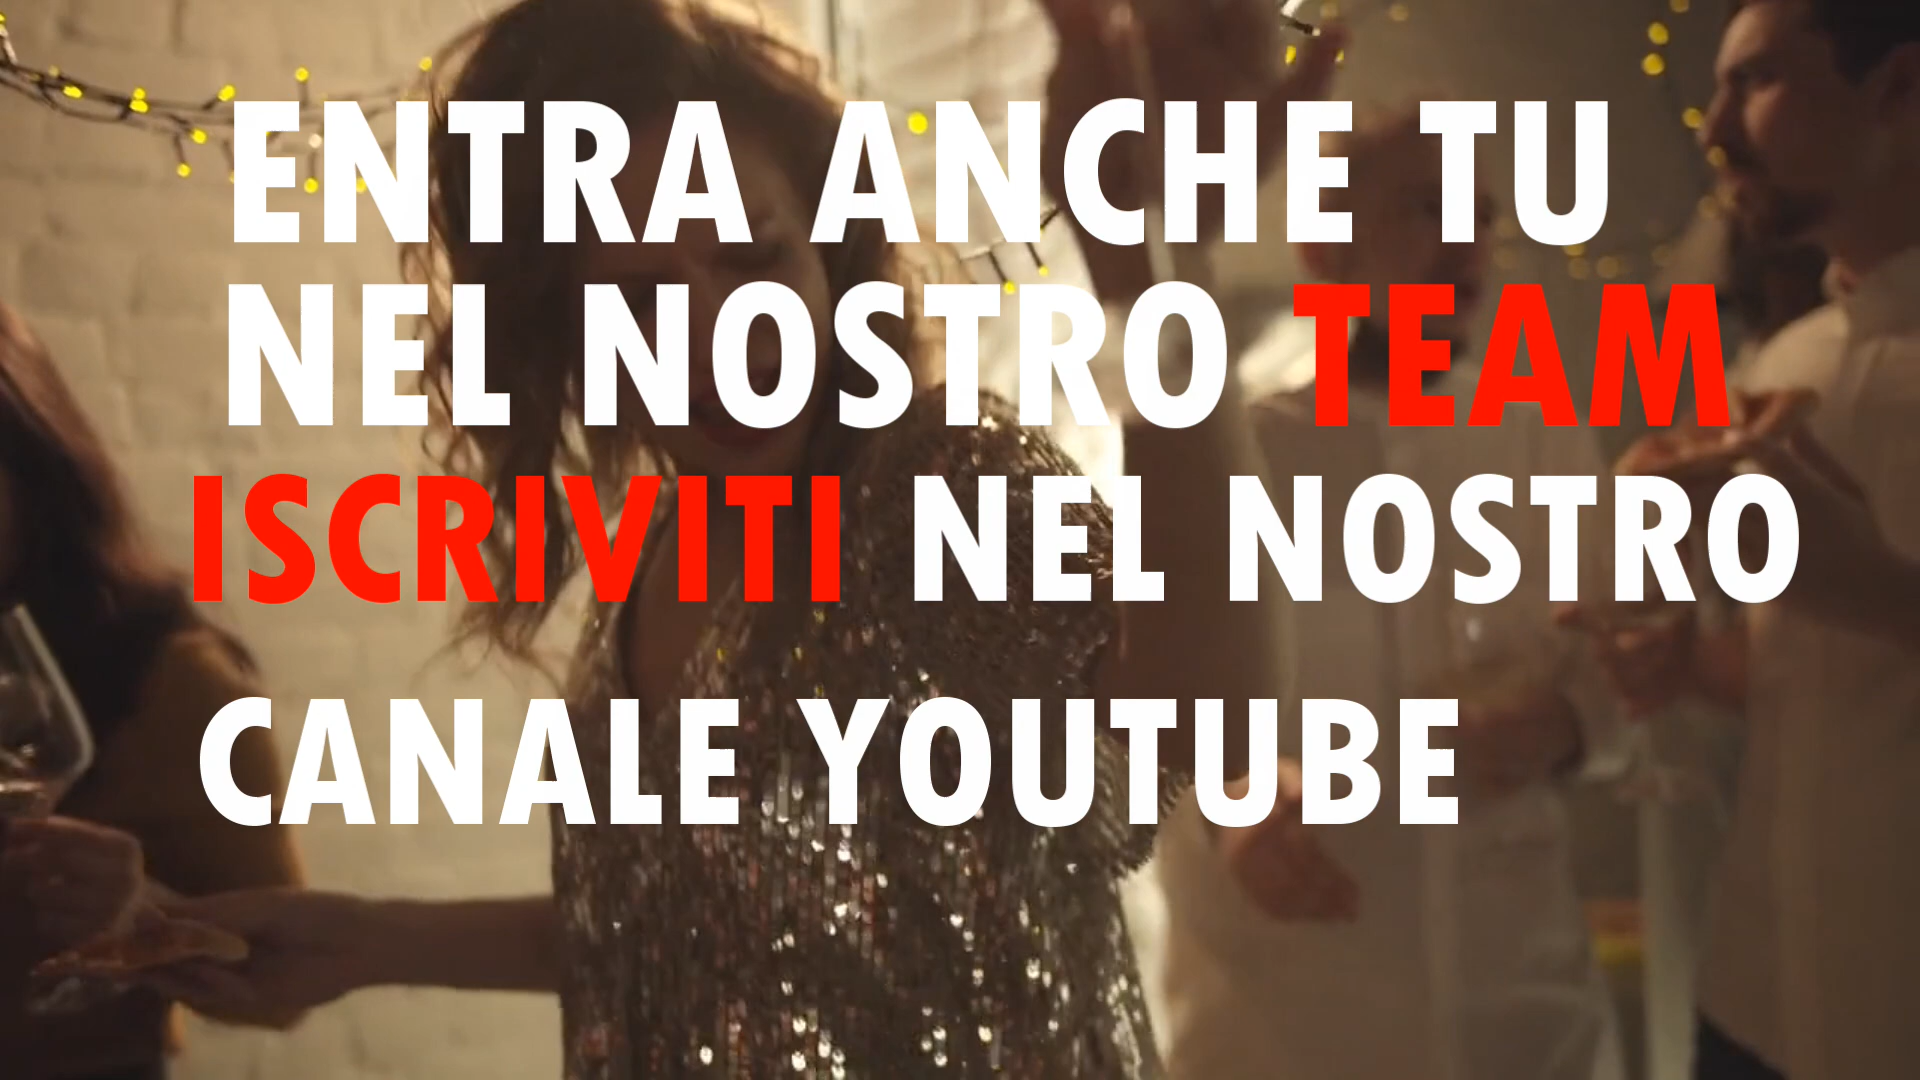 ENTRA ANCHE TU
NEL NOSTRO TEAM
ISCRIVITI NEL NOSTRO
CANALE YOUTUBE